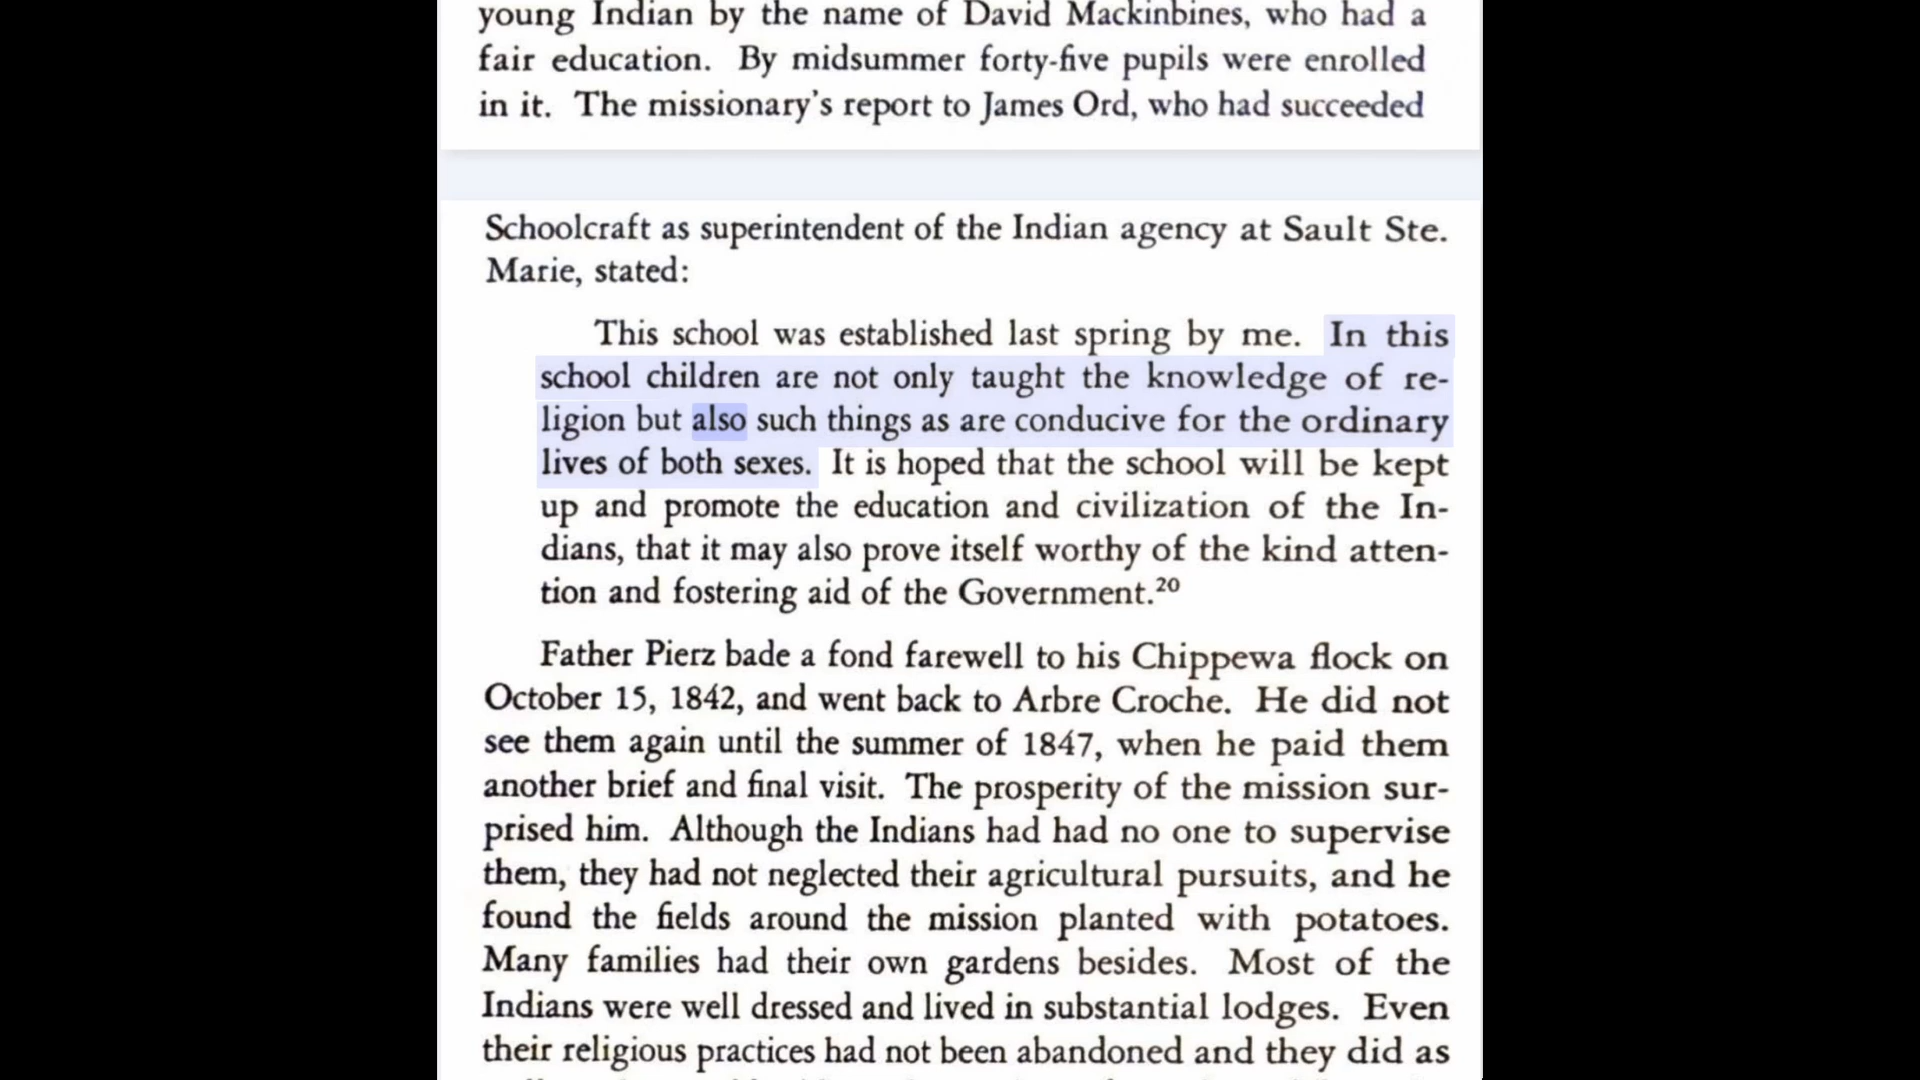 young Indian by the name of David Mackinbines, who had a
fair education. By midsummer forty-five pupils were enrolled
in it. The missionary's report to James Ord, who had succeeded
Schoolcraft as superintendent of the Indian agency at Sault Ste.
Marie, stated:
This school was established last spring by me. In this
school children are not only taught the knowledge of re-
ligion but also such things as are conducive for the ordinary
lives of both sexes. It is hoped that the school will be kept
up and promote the education and civilization of the In-
dians, that it may also prove itself worthy of the kind atten-
tion and fostering aid of the Government.20
Father Pierz bade a fond farewell to his Chippewa flock on
October 15, 1842, and went back to Arbre Croche. He did not
see them again until the summer of 1847, when he paid them
another brief and final visit. The prosperity of the mission sur-
prised him. Although the Indians had had no one to supervise
them, they had not neglected their agricultural pursuits, and he
found the fields around the mission planted with potatoes.
Many families had their own gardens besides. Most of the
Indians were well dressed and lived in substantial lodges. Even
their religious practices had not been abandoned and they did as